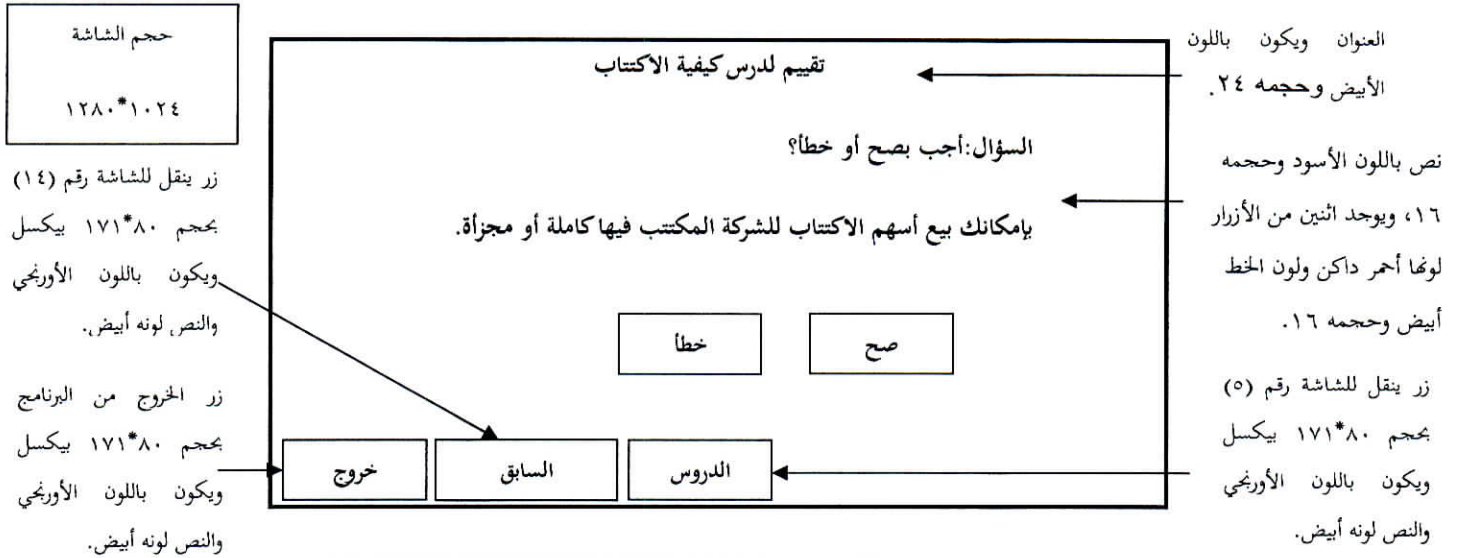 حجم الشاشة
١٠٢٤*١٢٨٠
العنوان ويكون باللون
الأبيض وحجمه ٢٤.
تقييم لدرس كيفية الاكتتاب
السؤال:أجب بصح أو خطأ؟
بإمكانك بيع أسهم الاكتتاب للشركة المكتتب فيها كاملة أو مجزأة.
صح
خطأ
الدروس
السابق
خروج
نص باللون الأسود وحجمه
١٦، ويوجد اثنين من الأزرار
لونها أحمر داكن ولون الخط
أبيض وحجمه ١٦.
زر ينقل للشاشة رقم (٥)
بحجم ٨٠*١٧١ بيكسل
ويكون باللون الأورنجي
والنص لونه أبيض.
زر ينقل للشاشة رقم (١٤)
بحجم ٨٠*١٧١ بيكسل
ويكون باللون الأورنجي
والنص لونه أبيض.
زر الخروج من البرنامج
بحجم ٨٠*١٧١ بيكسل
ويكون باللون الأورنجي
والنص لونه أبيض.